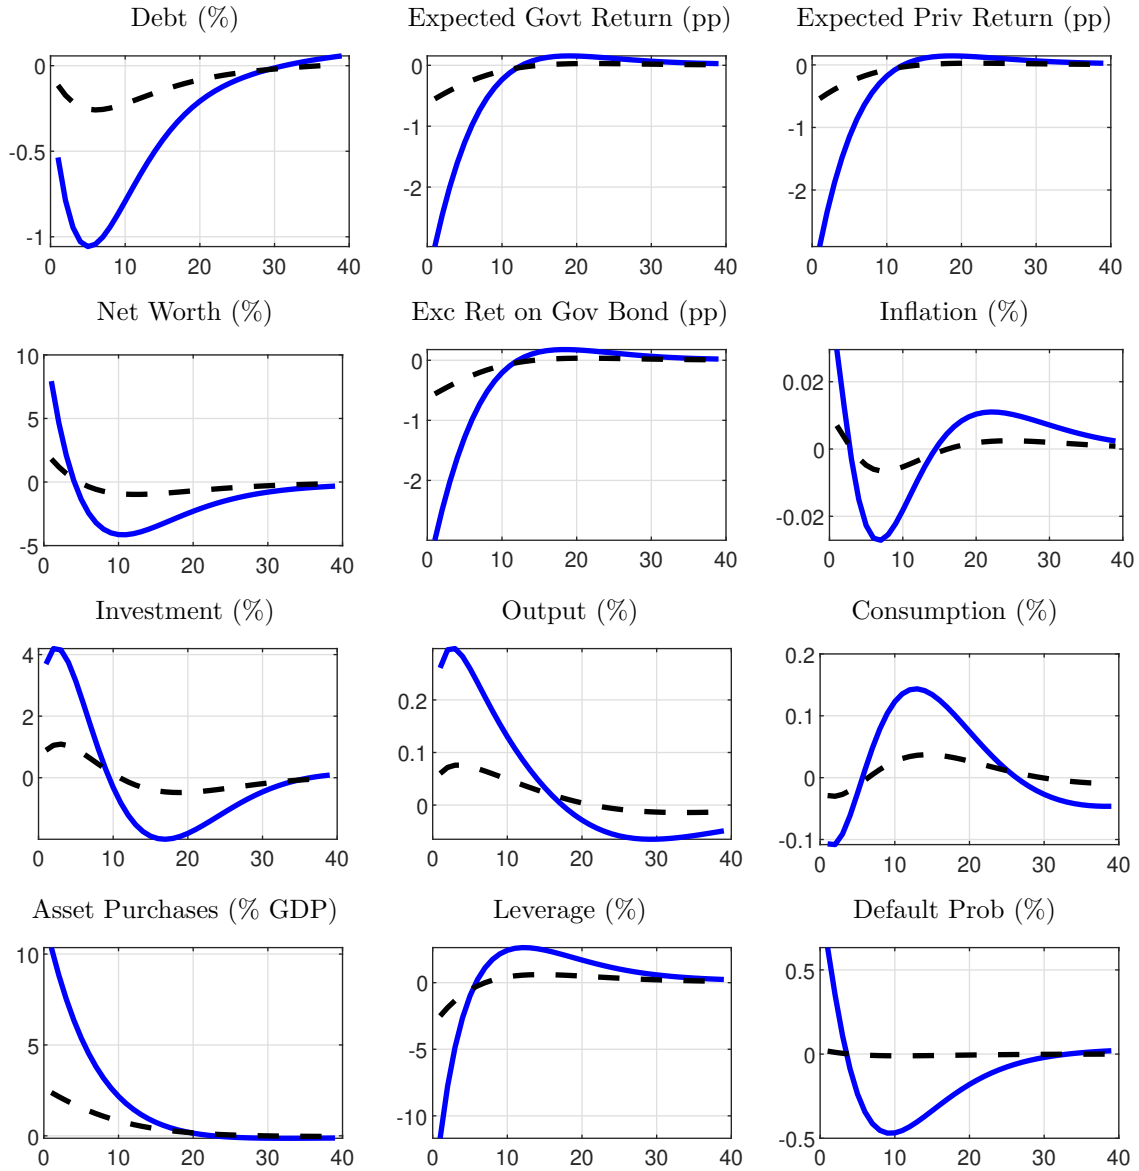 Debt (%) Expected Govt Return (pp) Expected Priv Return (pp)
0
-0.5
-1
0 10 20 30 40
0
-1
-2
0 10 20 30 40
0
-1
-2
0 10 20 30 40
Net Worth (%) Exc Ret on Gov Bond (pp) Inflation (%)
10
5
0
-5
0 10 20 30 40
0
-1
-2
0 10 20 30 40
0.02
0
-0.02
0 10 20 30 40
Investment (%) Output (%) Consumption (%)
4
2
0
0 10 20 30 40
0.2
0.1
0
0 10 20 30 40
0.2
0.1
0
-0.1
0 10 20 30 40
Asset Purchases (% GDP) Leverage (%) Default Prob (%)
10
5
0
0 10 20 30 40
0
-5
-10
0 10 20 30 40
0.5
0
-0.5
0 10 20 30 40